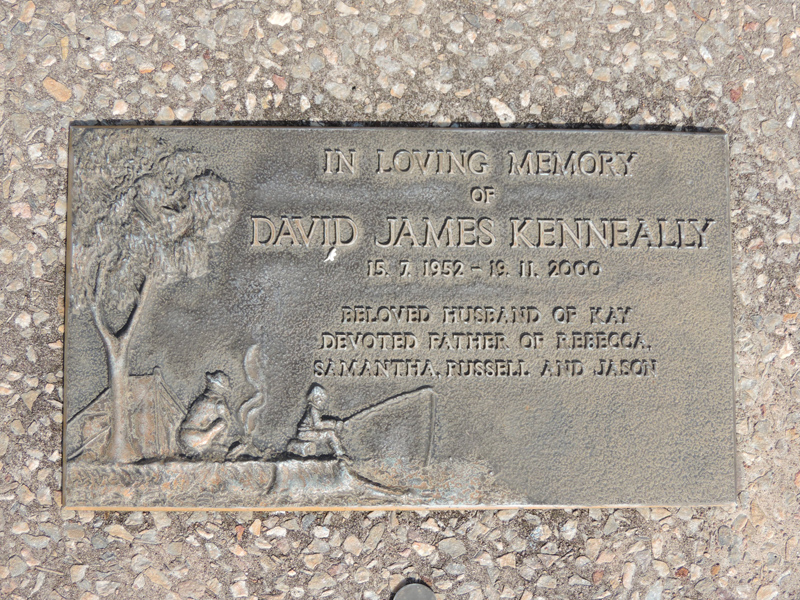 IN LOVING MEMORY
OF
DAVID JAMES KENNEALLY
15. 7. 1952 - 19. 11. 2000
BELOVED HUSBAND OF KAY
DEVOTED FATHER OF REBECCA,
SAMANTHA, RUSSELL AND JASON